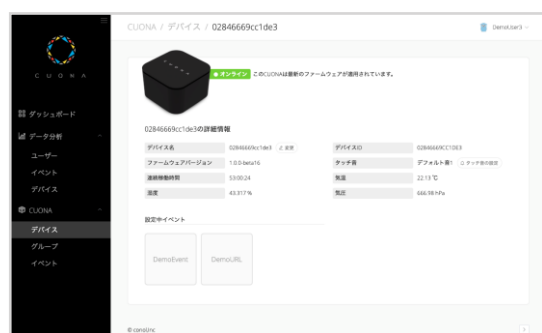 CUONA / デバイス / 02846669cc1de3
DemoUser3
CUONA
オンライン このCUONAは最新のファームウェアが適用されています。
ダッシュボード
データ分析
ユーザー
イベント
デバイス
CUONA
デバイス
グループ
イベント
02846669cc1de3の詳細情報
デバイス名 02846669cc1de3 変更 デバイスID 02846669CC1DE3
ファームウェアバージョン 1.0.0-beta16 タッチ音 デフォルト音1 タッチ音の設定
連続稼働時間 53:00:24 気温 22.13 ℃
湿度 43.317 % 気圧 666.98 hPa
設定中イベント
DemoEvent DemoURL
© conol,Inc